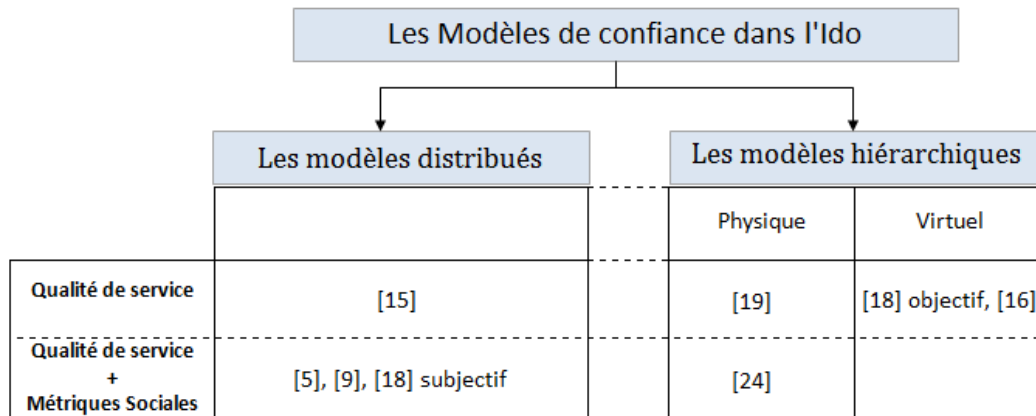 Les Modèles de confiance dans l'Ido
Les modèles distribués
Les modèles hiérarchiques
Physique
Virtuel
Qualité de service
[15]
[19]
[18] objectif, [16]
Qualité de service
+
Métriques Sociales
[5], [9], [18] subjectif
[24]